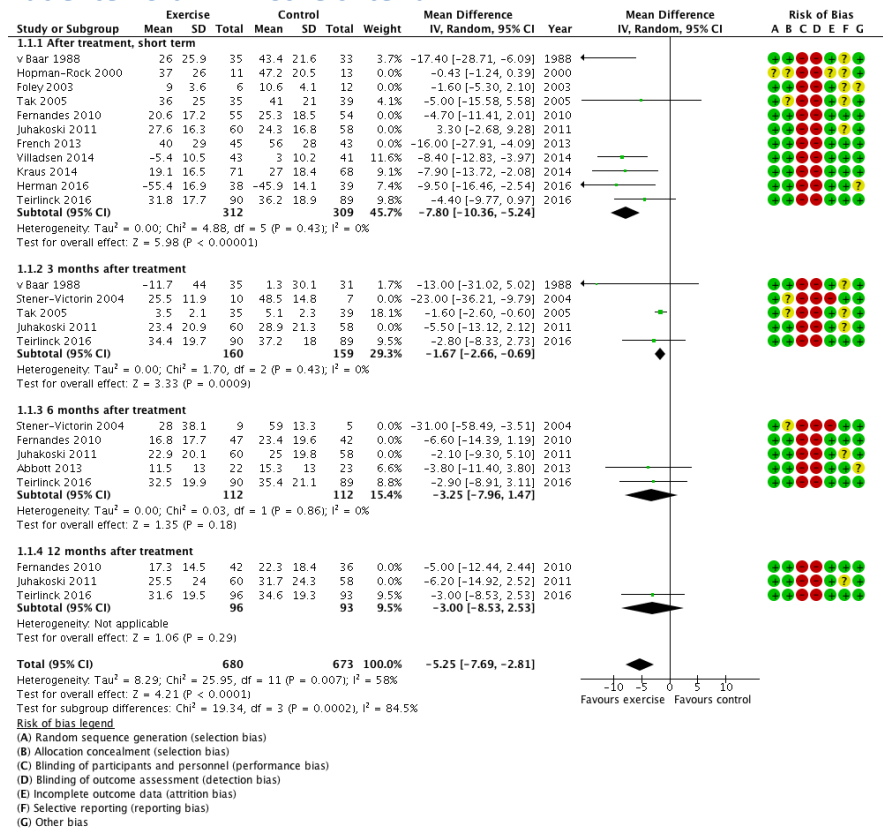 Exercise Control Mean Difference Mean Difference Risk of Bias
Study or Subgroup Mean SD Total Mean SD Total Weight IV, Random, 95% CI Year IV, Random, 95% CI A B C D E F G
1.1.1 After treatment, short term
v Baar 1988 26 25.9 35 43.4 21.6 33 3.7% -17.40 [-28.71, -6.09] 1988 + + - - + ? +
Hopman-Rock 2000 37 26 11 47.2 20.5 13 0.0% -0.43 [-1.24, 0.39] 2000 ? ? - - ? ? +
Foley 2003 9 3.6 6 10.6 4.1 12 0.0% -1.60 [-5.30, 2.10] 2003 + + - - + ? ?
Tak 2005 36 25 35 41 21 39 4.1% -5.00 [-15.58, 5.58] 2005 + ? - - + ? +
Fernandes 2010 20.6 17.2 55 25.3 18.5 54 0.0% -4.70 [-11.41, 2.01] 2010 + + - - + + +
Juhakoski 2011 27.6 16.3 60 24.3 16.8 58 0.0% 3.30 [-2.68, 9.28] 2011 + + - - + ? +
French 2013 40 29 45 56 28 43 0.0% -16.00 [-27.91, -4.09] 2013 + + - - + + +
Villadsen 2014 -5.4 10.5 43 3 10.2 41 11.6% -8.40 [-12.83, -3.97] 2014 + + - - + + +
Kraus 2014 19.1 16.5 71 27 18.4 68 9.1% -7.90 [-13.72, -2.08] 2014 + + - - + + +
Herman 2016 -55.4 16.9 38 -45.9 14.1 39 7.6% -9.50 [-16.46, -2.54] 2016 + + - - + + ?
Teirlinck 2016 31.8 17.7 90 36.2 18.9 89 9.6% -4.40 [-9.77, 0.97] 2016 + + - - + + +
Subtotal (95% CI) 312 309 45.7% -7.80 [-10.36, -5.24]
Heterogeneity: Tau² = 0.00; Chi² = 4.88, df = 5 (P = 0.43); I² = 0%
Test for overall effect: Z = 5.98 (P < 0.00001)
1.1.2 3 months after treatment
v Baar 1988 -11.7 44 35 1.3 30.1 31 1.7% -13.00 [-31.02, 5.02] 1988 + + - - + ? +
Stener-Victorin 2004 25.5 11.9 10 48.5 14.8 7 0.0% -23.00 [-36.21, -9.79] 2004 + ? - - - + +
Tak 2005 3.5 2.1 35 5.1 2.3 39 18.1% -1.60 [-2.60, -0.60] 2005 + ? - - + ? +
Juhakoski 2011 23.4 20.9 60 28.9 21.3 58 0.0% -5.50 [-13.12, 2.12] 2011 + + - - + ? +
Teirlinck 2016 34.4 19.7 90 37.2 18 89 9.5% -2.80 [-8.33, 2.73] 2016 + + - - + + +
Subtotal (95% CI) 160 159 29.3% -1.67 [-2.66, -0.69]
Heterogeneity: Tau² = 0.00; Chi² = 1.70, df = 2 (P = 0.43); I² = 0%
Test for overall effect: Z = 3.33 (P = 0.0009)
1.1.3 6 months after treatment
Stener-Victorin 2004 28 38.1 9 59 13.3 5 0.0% -31.00 [-58.49, -3.51] 2004 + ? - - - + +
Fernandes 2010 16.8 17.7 47 23.4 19.6 42 0.0% -6.60 [-14.39, 1.19] 2010 + + - - + + +
Juhakoski 2011 22.9 20.1 60 25 19.8 58 0.0% -2.10 [-9.30, 5.10] 2011 + + - - + ? +
Abbott 2013 11.5 13 22 15.3 13 23 6.6% -3.80 [-11.40, 3.80] 2013 + + - - + + ?
Teirlinck 2016 32.5 19.9 90 35.4 21.1 89 8.8% -2.90 [-8.91, 3.11] 2016 + + - - + + +
Subtotal (95% CI) 112 112 15.4% -3.25 [-7.96, 1.47]
Heterogeneity: Tau² = 0.00; Chi² = 0.03, df = 1 (P = 0.86); I² = 0%
Test for overall effect: Z = 1.35 (P = 0.18)
1.1.4 12 months after treatment
Fernandes 2010 17.3 14.5 42 22.3 18.4 36 0.0% -5.00 [-12.44, 2.44] 2010 + + - - + + +
Juhakoski 2011 25.5 24 60 31.7 24.3 58 0.0% -6.20 [-14.92, 2.52] 2011 + + - - + ? +
Teirlinck 2016 31.6 19.5 96 34.6 19.3 93 9.5% -3.00 [-8.53, 2.53] 2016 + + - - + + +
Subtotal (95% CI) 96 93 9.5% -3.00 [-8.53, 2.53]
Heterogeneity: Not applicable
Test for overall effect: Z = 1.06 (P = 0.29)
Total (95% CI) 680 673 100.0% -5.25 [-7.69, -2.81]
Heterogeneity: Tau² = 8.29; Chi² = 25.95, df = 11 (P = 0.007); I² = 58%
-10 -5 0 5 10
Test for overall effect: Z = 4.21 (P < 0.0001)
Favours exercise Favours control
Test for subgroup differences: Chi² = 19.34, df = 3 (P = 0.0002), I² = 84.5%
Risk of bias legend
(A) Random sequence generation (selection bias)
(B) Allocation concealment (selection bias)
(C) Blinding of participants and personnel (performance bias)
(D) Blinding of outcome assessment (detection bias)
(E) Incomplete outcome data (attrition bias)
(F) Selective reporting (reporting bias)
(G) Other bias